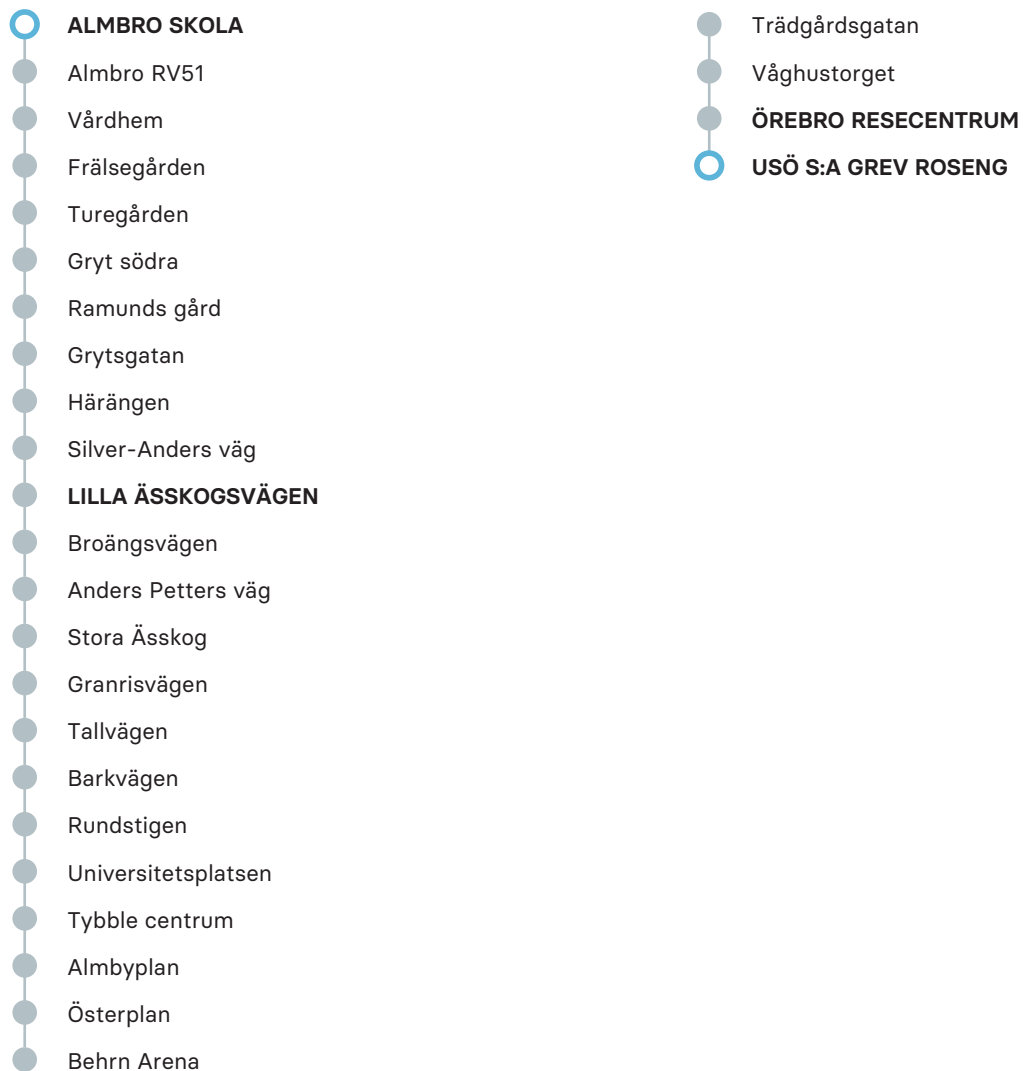 ALMBRO SKOLA
Almbro RV51
Vårdhem
Frälsegården
Turegården
Gryt södra
Ramunds gård
Grytsgatan
Härängen
Silver-Anders väg
LILLA ÄSSKOGSVÄGEN
Broängsvägen
Anders Petters väg
Stora Ässkog
Granrisvägen
Tallvägen
Barkvägen
Rundstigen
Universitetsplatsen
Tybble centrum
Almbyplan
Österplan
Behrn Arena
Trädgårdsgatan
Våghustorget
ÖREBRO RESECENTRUM
USÖ S:A GREV ROSENG